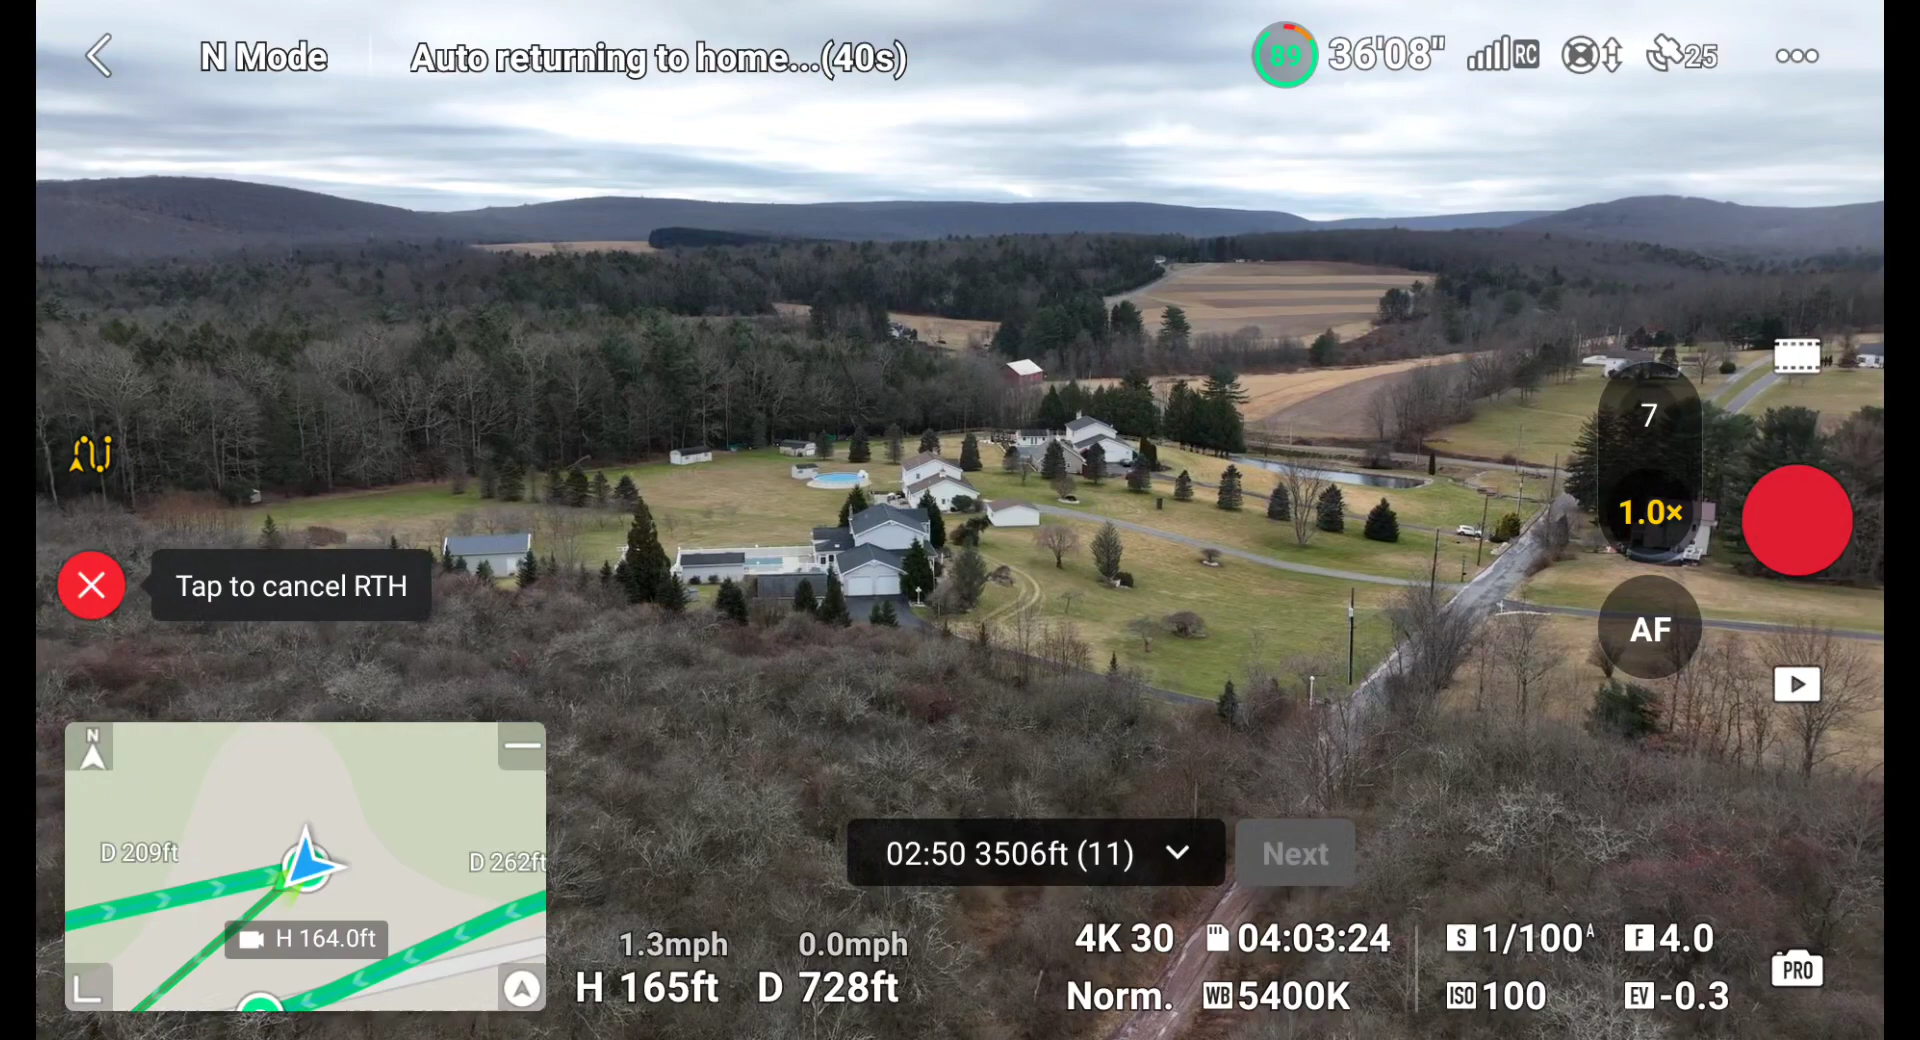 N Mode
Auto returning to home...(40s)
89
36'08"
RC
25
7
1.0×
AF
Tap to cancel RTH
N
D 209ft
D 262ft
H 164.0ft
02:50 3506ft (11)
Next
1.3mph
0.0mph
H 165ft
D 728ft
4K 30
04:03:24
S 1/100 A
F 4.0
Norm.
WB 5400K
ISO 100
EV -0.3
PRO